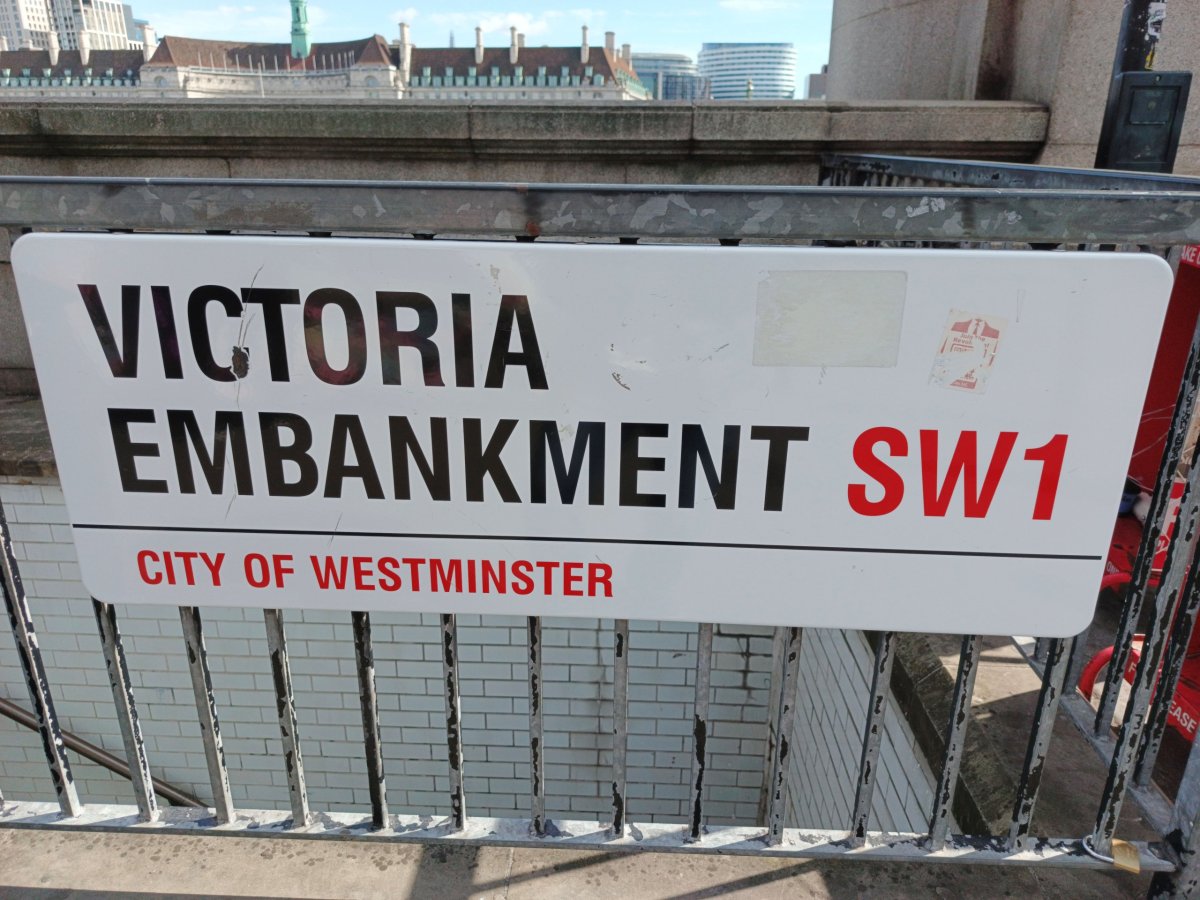 VICTORIA
EMBANKMENT SW1
CITY OF WESTMINSTER